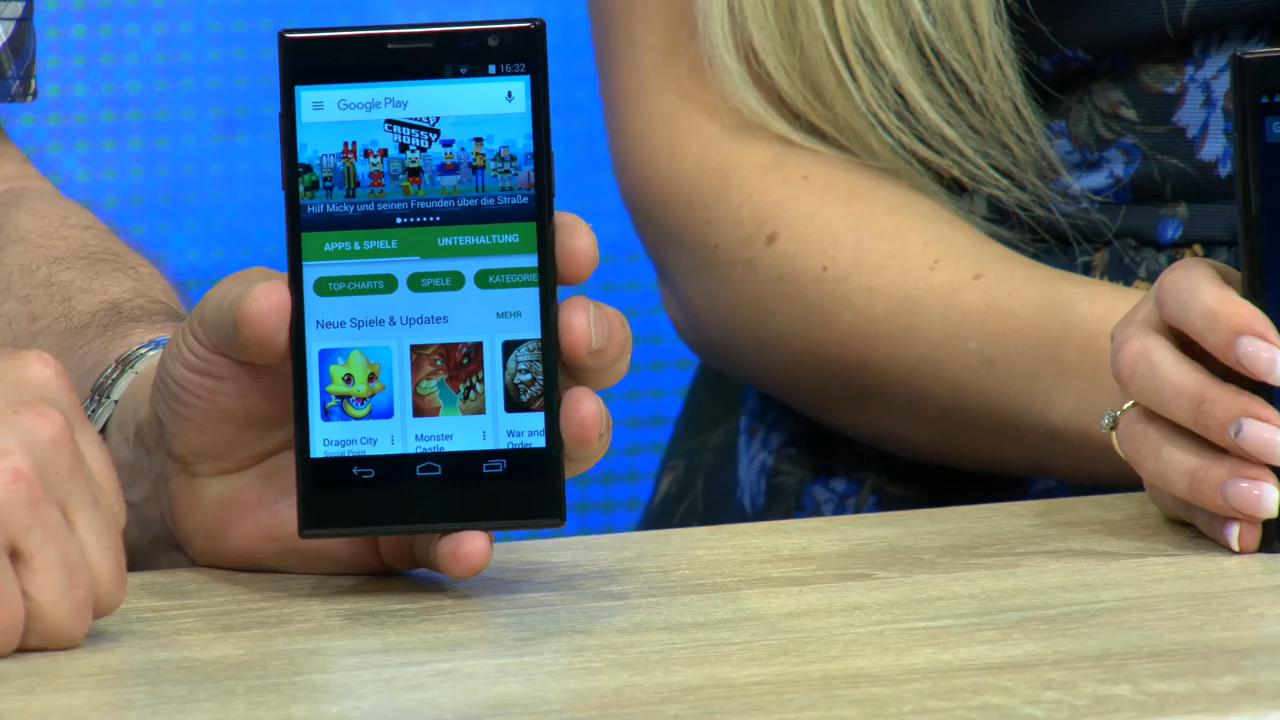 16:32
Google Play
CROSSY
ROAD
Hilf Micky und seinen Freunden über die Straße
APPS & SPIELE
UNTERHALTUNG
TOP-CHARTS
SPIELE
KATEGORIE
Neue Spiele & Updates
MEHR
Dragon City
Social Point
Monster
Castle
War and
Order